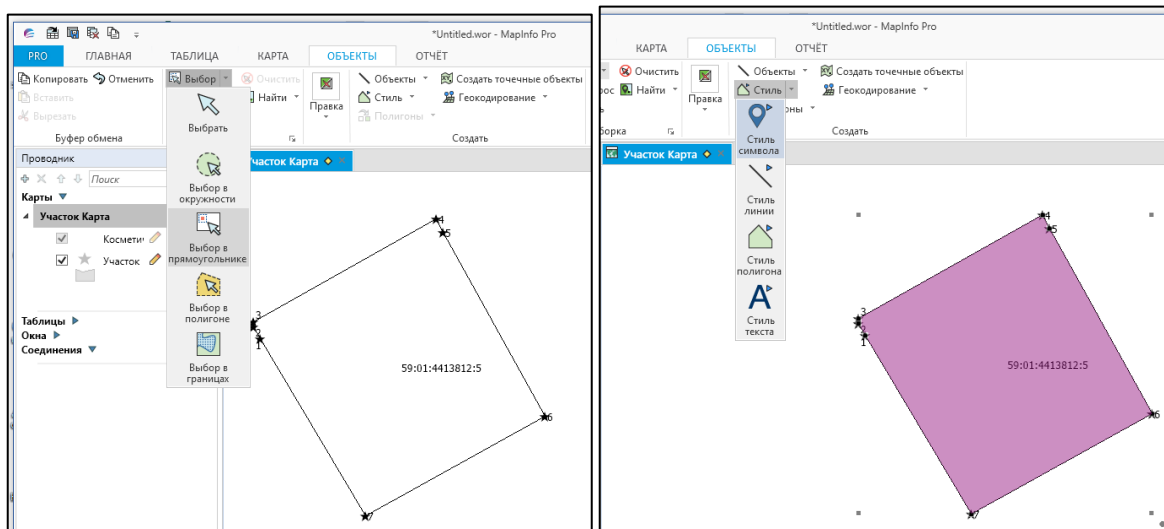 *Untitled.wor - MapInfo Pro
PRO ГЛАВНАЯ ТАБЛИЦА КАРТА ОБЪЕКТЫ ОТЧЁТ
Копировать Отменить Выбор Очистить Объекты Создать точечные объекты
Вставить Найти Правка Стиль Геокодирование
Вырезать Полигоны
Буфер обмена Создать
Выбрать
Выбор в
окружности
Выбор в
прямоугольнике
Выбор в
полигоне
Выбор в
границах
Проводник
Поиск
Карты
Участок Карта
Космети
Участок
Таблицы
Окна
Соединения
Участок Карта
4
5
3
2
1
59:01:4413812:5
6
7
*Untitled.wor - MapInfo Pro
КАРТА ОБЪЕКТЫ ОТЧЁТ
Очистить Объекты Создать точечные объекты
рос Найти Правка Стиль Геокодирование
ны
борка Создать
Стиль
символа
Стиль
линии
Стиль
полигона
Стиль
текста
Участок Карта
4
5
3
2
1
59:01:4413812:5
6
7